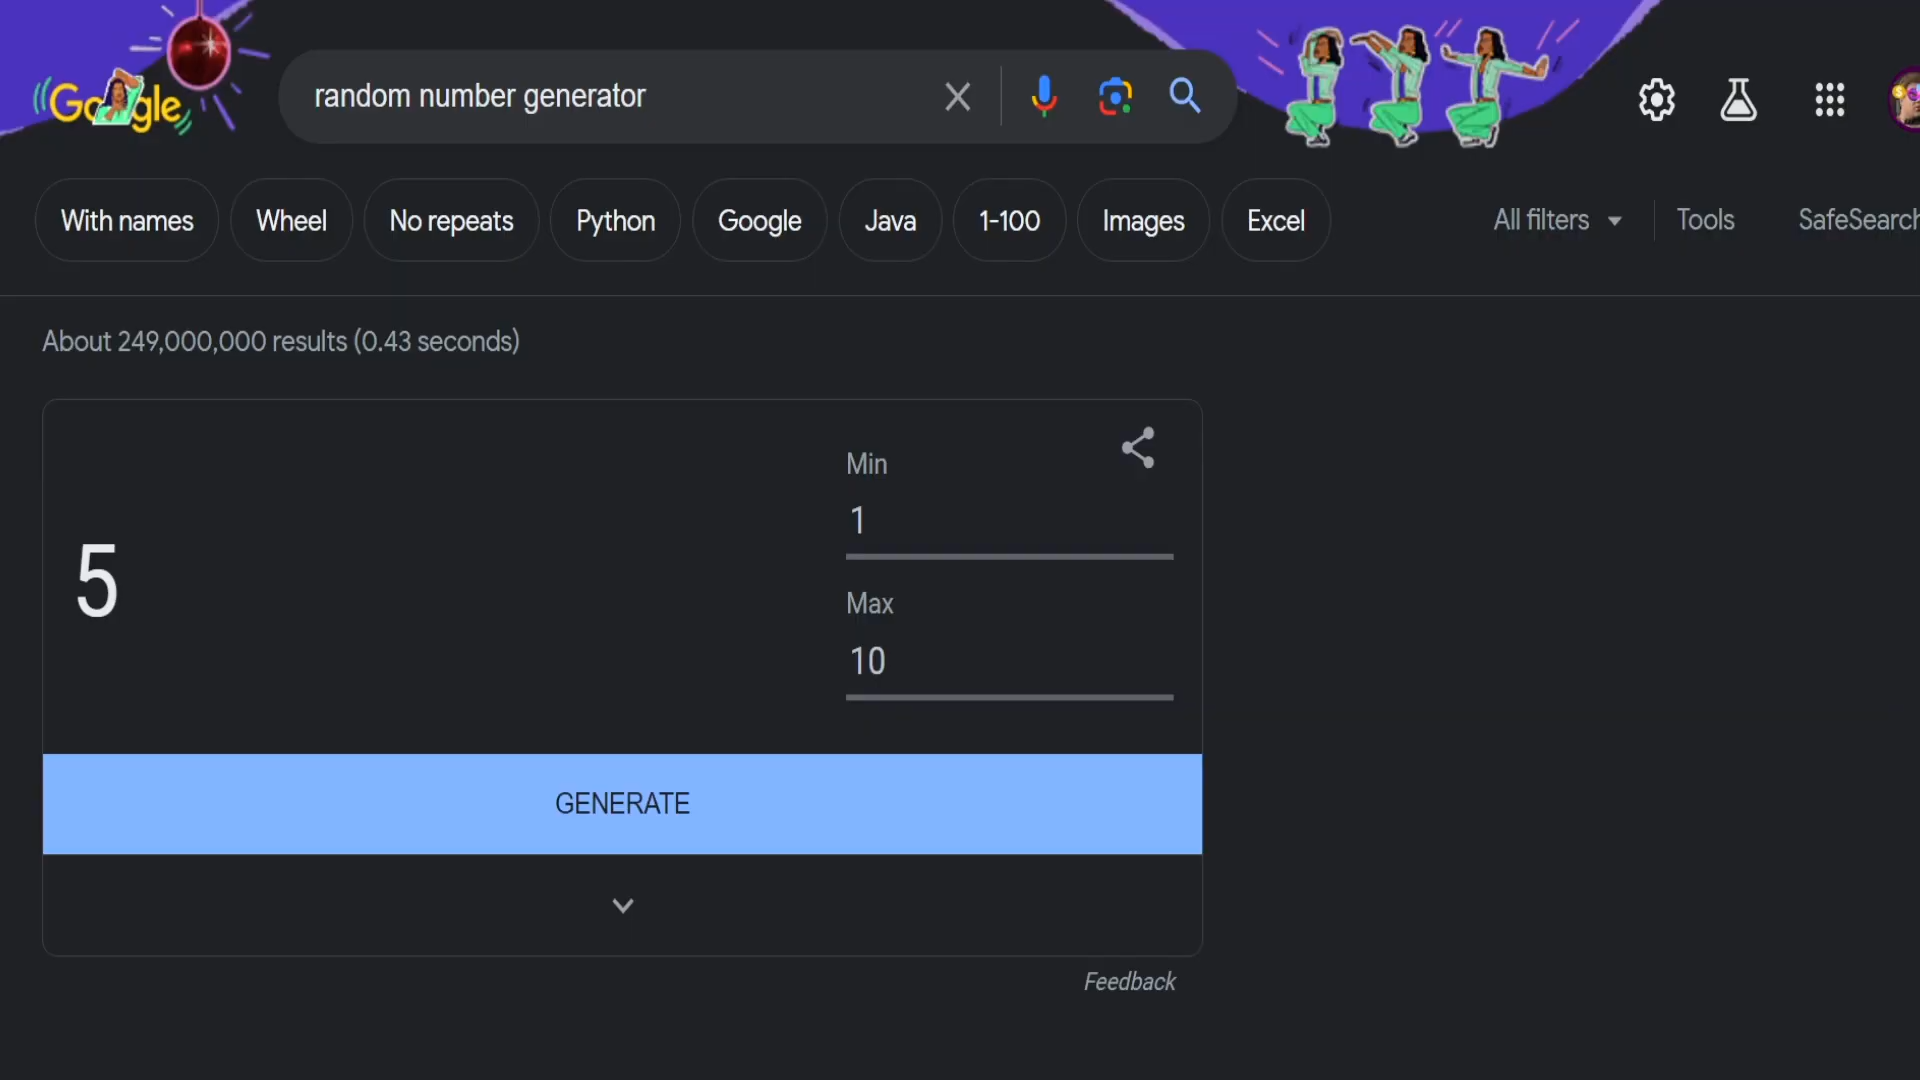 Google
random number generator
With names Wheel No repeats Python Google Java 1-100 Images Excel All filters Tools SafeSearch
About 249,000,000 results (0.43 seconds)
Min
1
5
Max
10
GENERATE
Feedback